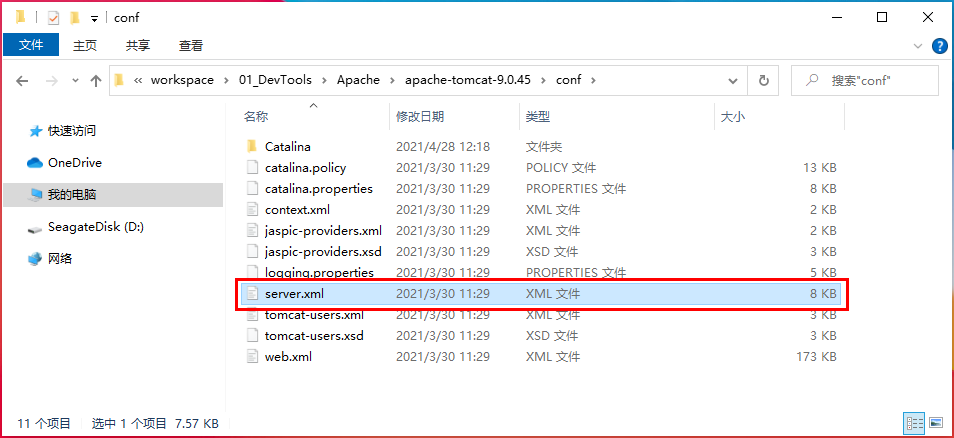 conf
文件 主页 共享 查看
« workspace › 01_DevTools › Apache › apache-tomcat-9.0.45 › conf ›
搜索"conf"
快速访问
OneDrive
我的电脑
SeagateDisk (D:)
网络
名称 修改日期 类型 大小
Catalina 2021/4/28 12:18 文件夹
catalina.policy 2021/3/30 11:29 POLICY 文件 13 KB
catalina.properties 2021/3/30 11:29 PROPERTIES 文件 8 KB
context.xml 2021/3/30 11:29 XML 文件 2 KB
jaspic-providers.xml 2021/3/30 11:29 XML 文件 2 KB
jaspic-providers.xsd 2021/3/30 11:29 XSD 文件 3 KB
logging.properties 2021/3/30 11:29 PROPERTIES 文件 5 KB
server.xml 2021/3/30 11:29 XML 文件 8 KB
tomcat-users.xml 2021/3/30 11:29 XML 文件 3 KB
tomcat-users.xsd 2021/3/30 11:29 XSD 文件 3 KB
web.xml 2021/3/30 11:29 XML 文件 173 KB
11 个项目 选中 1 个项目 7.57 KB